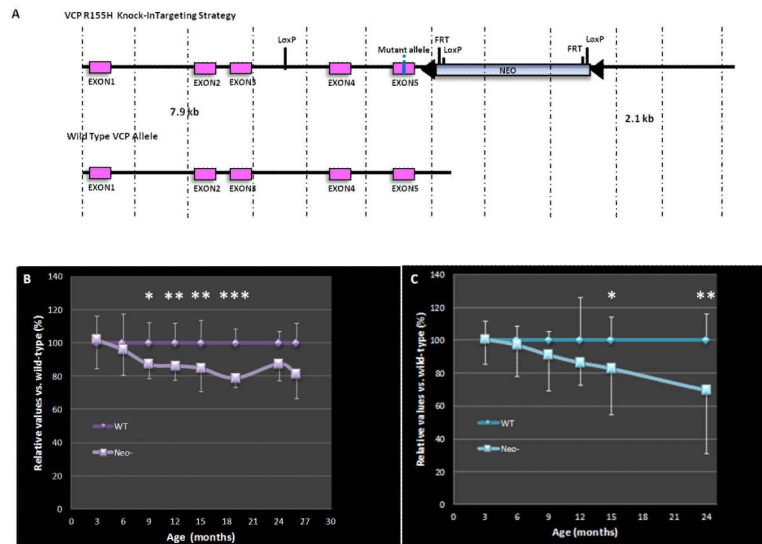 A
VCP R155H Knock-InTargeting Strategy
LoxP
Mutant allele
FRT
LoxP
FRT
LoxP
NEO
EXON1
EXON2
EXON3
EXON4
EXON5
7.9 kb
2.1 kb
Wild Type VCP Allele
EXON1
EXON2
EXON3
EXON4
EXON5
B
Relative values vs. wild-type (%)
140
120
100
80
60
40
20
0
* ** ** ***
WT
Neo-
0 3 6 9 12 15 18 21 24 27 30
Age (months)
C
Relative values vs. wild-type (%)
140
120
100
80
60
40
20
0
* **
WT
Neo-
0 3 6 9 12 15 18 21 24
Age (months)